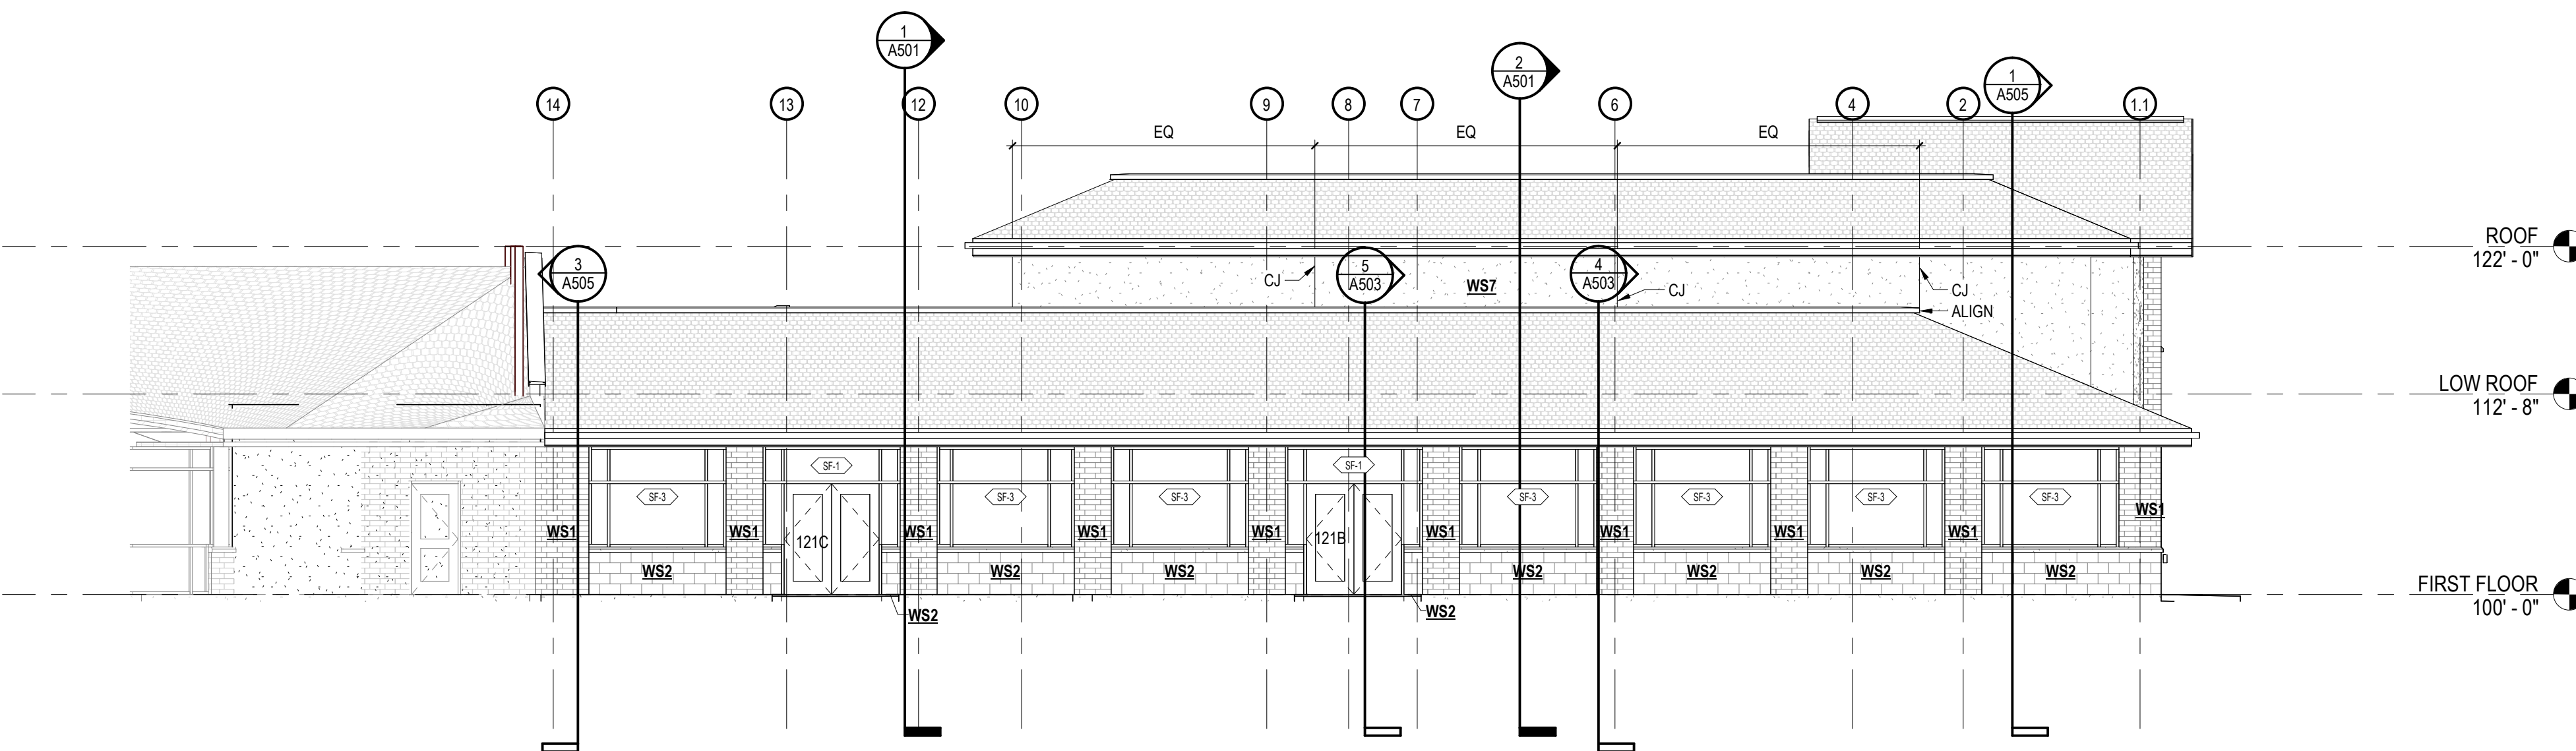 1
A501
2
A501
1
A505
14
13
12
10
9
8
7
6
4
2
1.1
EQ
EQ
EQ
ROOF
122' - 0"
3
A505
5
A503
4
A503
CJ
WS7
CJ
CJ
ALIGN
LOW ROOF
112' - 8"
SF-1
SF-1
SF-3
SF-3
SF-3
SF-3
SF-3
SF-3
SF-3
WS1
WS1
WS1
WS1
WS1
WS1
WS1
WS1
WS1
WS1
121C
121B
WS2
WS2
WS2
WS2
WS2
WS2
WS2
WS2
WS2
FIRST FLOOR
100' - 0"